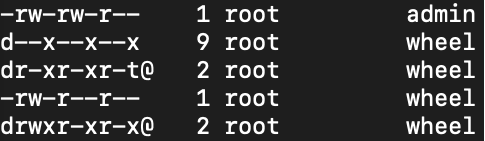 -rw-rw-r--    1 root           admin
d--x--x--x    9 root           wheel
dr-xr-xr-t@   2 root           wheel
-rw-r--r--    1 root           wheel
drwxr-xr-x@   2 root           wheel